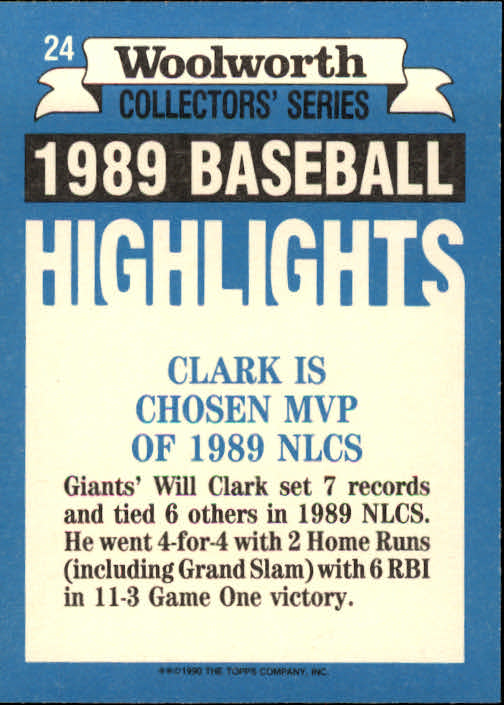 24
Woolworth
COLLECTORS' SERIES
1989 BASEBALL
HIGHLIGHTS
CLARK IS
CHOSEN MVP
OF 1989 NLCS
Giants' Will Clark set 7 records
and tied 6 others in 1989 NLCS.
He went 4-for-4 with 2 Home Runs
(including Grand Slam) with 6 RBI
in 11-3 Game One victory.
©1990 THE TOPPS COMPANY, INC.